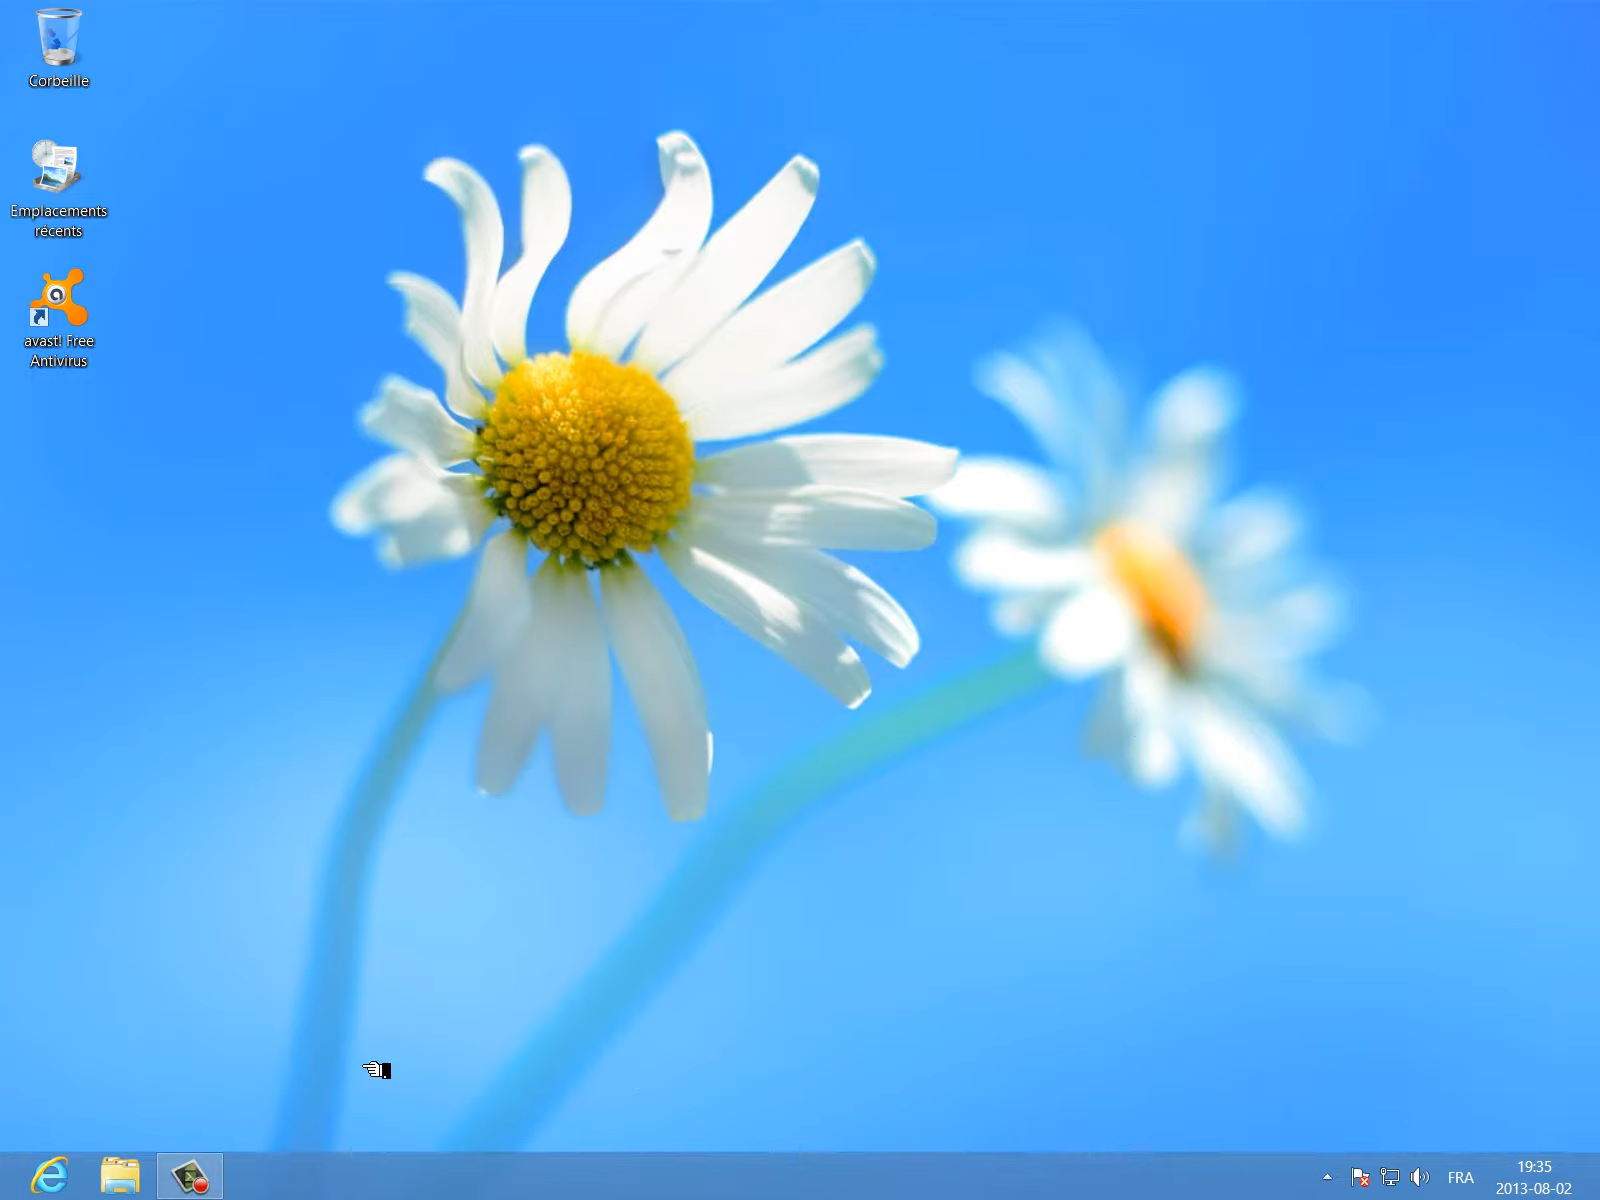 Corbeille
Emplacements
récents
avast! Free
Antivirus
FRA
19:35
2013-08-02